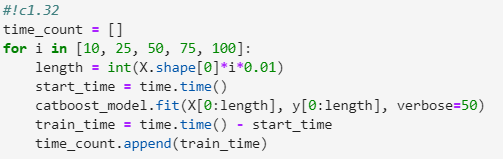 #!c1.32
time_count = []
for i in [10, 25, 50, 75, 100]:
    length = int(X.shape[0]*i*0.01)
    start_time = time.time()
    catboost_model.fit(X[0:length], y[0:length], verbose=50)
    train_time = time.time() - start_time
    time_count.append(train_time)